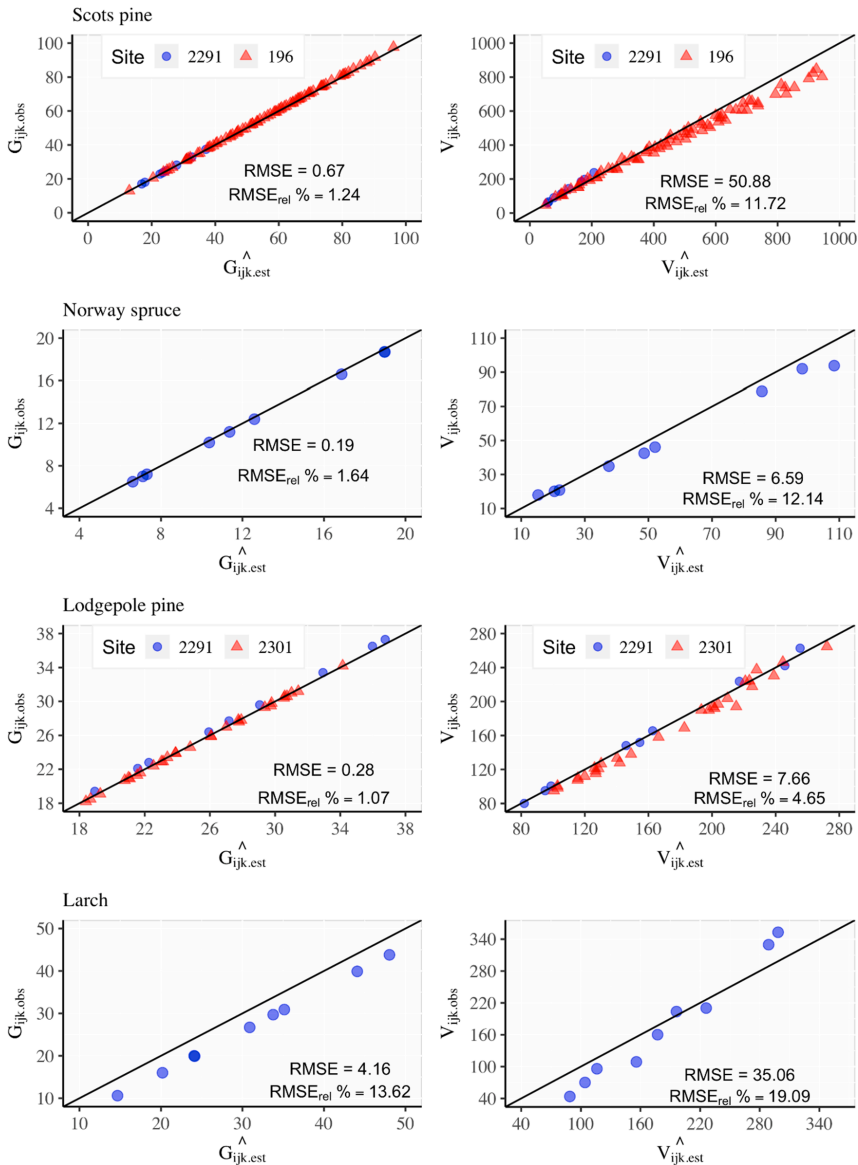 Scots pine
Site 2291 196
G_ijk.obs
100
80
60
40
20
0
RMSE = 0.67
RMSE_rel % = 1.24
0 20 40 60 80 100
Ĝ_ijk.est
Site 2291 196
V_ijk.obs
1000
800
600
400
200
0
RMSE = 50.88
RMSE_rel % = 11.72
0 200 400 600 800 1000
V̂_ijk.est
Norway spruce
G_ijk.obs
20
16
12
8
4
RMSE = 0.19
RMSE_rel % = 1.64
4 8 12 16 20
Ĝ_ijk.est
V_ijk.obs
110
90
70
50
30
10
RMSE = 6.59
RMSE_rel % = 12.14
10 30 50 70 90 110
V̂_ijk.est
Lodgepole pine
Site 2291 2301
G_ijk.obs
38
34
30
26
22
18
RMSE = 0.28
RMSE_rel % = 1.07
18 22 26 30 34 38
Ĝ_ijk.est
Site 2291 2301
V_ijk.obs
280
240
200
160
120
80
RMSE = 7.66
RMSE_rel % = 4.65
80 120 160 200 240 280
V̂_ijk.est
Larch
G_ijk.obs
50
40
30
20
10
RMSE = 4.16
RMSE_rel % = 13.62
10 20 30 40 50
Ĝ_ijk.est
V_ijk.obs
340
280
220
160
100
40
RMSE = 35.06
RMSE_rel % = 19.09
40 100 160 220 280 340
V̂_ijk.est